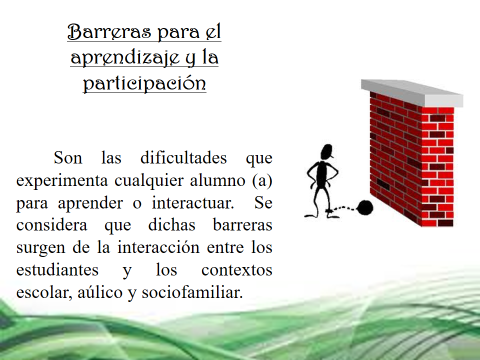 Barreras para el
aprendizaje y la
participación
Son las dificultades que
experimenta cualquier alumno (a)
para aprender o interactuar. Se
considera que dichas barreras
surgen de la interacción entre los
estudiantes y los contextos
escolar, aúlico y sociofamiliar.